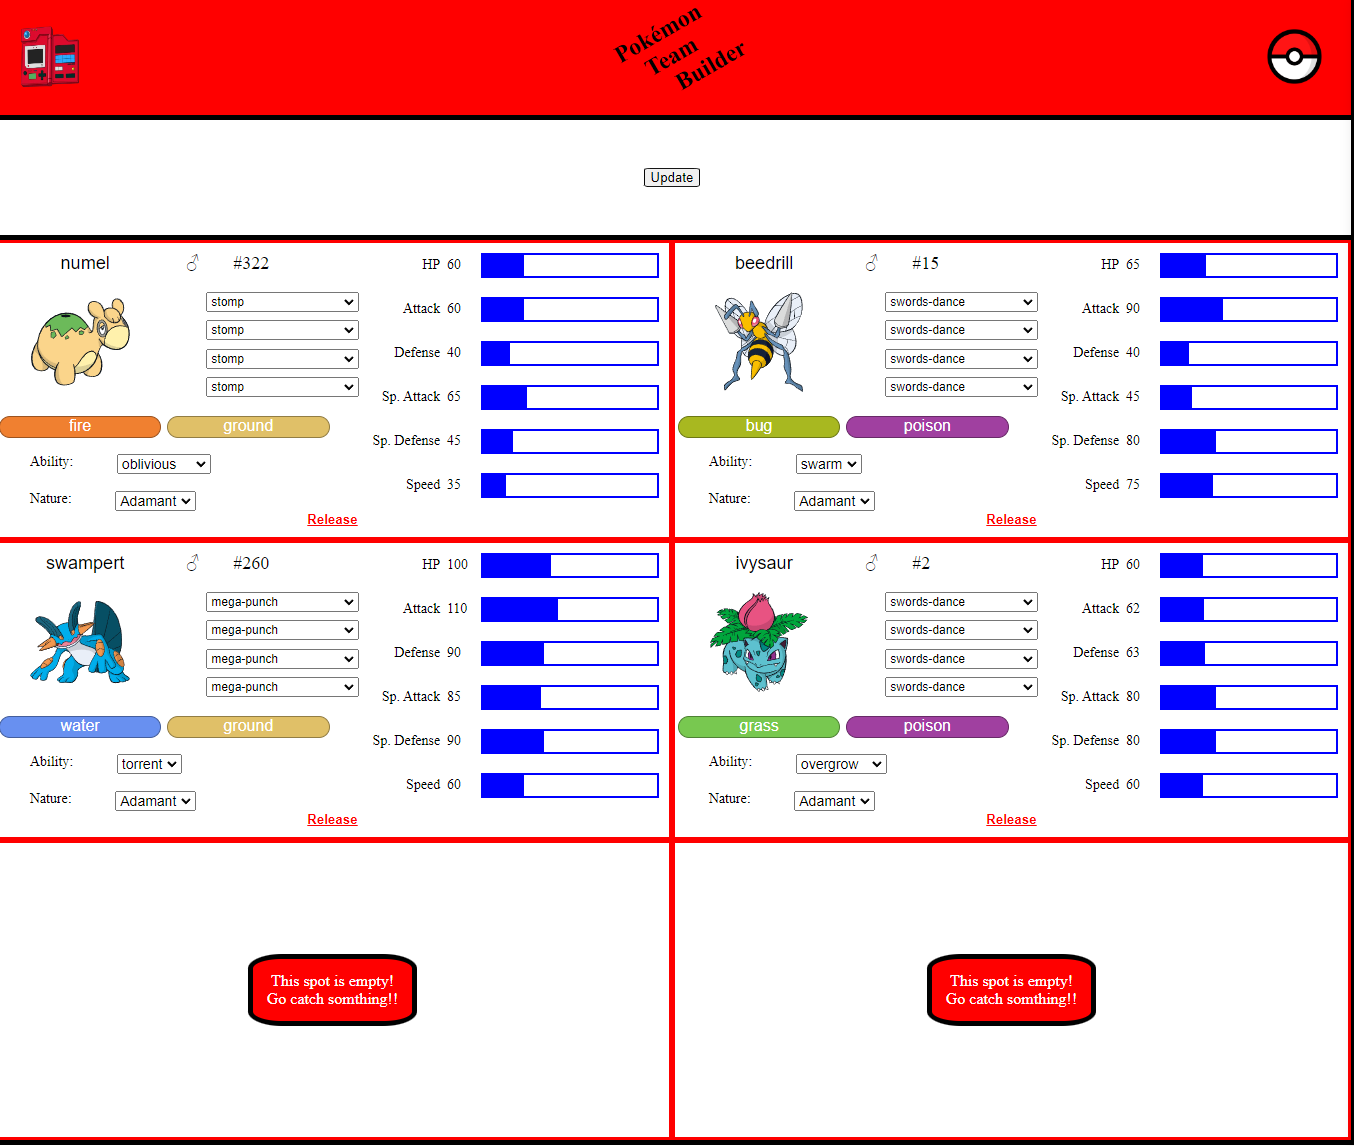 Pokémon
Team
Builder
Update
numel ♂ #322
stomp
stomp
stomp
stomp
fire ground
Ability: oblivious
Nature: Adamant
Release
HP 60
Attack 60
Defense 40
Sp. Attack 65
Sp. Defense 45
Speed 35
beedrill ♂ #15
swords-dance
swords-dance
swords-dance
swords-dance
bug poison
Ability: swarm
Nature: Adamant
Release
HP 65
Attack 90
Defense 40
Sp. Attack 45
Sp. Defense 80
Speed 75
swampert ♂ #260
mega-punch
mega-punch
mega-punch
mega-punch
water ground
Ability: torrent
Nature: Adamant
Release
HP 100
Attack 110
Defense 90
Sp. Attack 85
Sp. Defense 90
Speed 60
ivysaur ♂ #2
swords-dance
swords-dance
swords-dance
swords-dance
grass poison
Ability: overgrow
Nature: Adamant
Release
HP 60
Attack 62
Defense 63
Sp. Attack 80
Sp. Defense 80
Speed 60
This spot is empty!
Go catch somthing!!
This spot is empty!
Go catch somthing!!